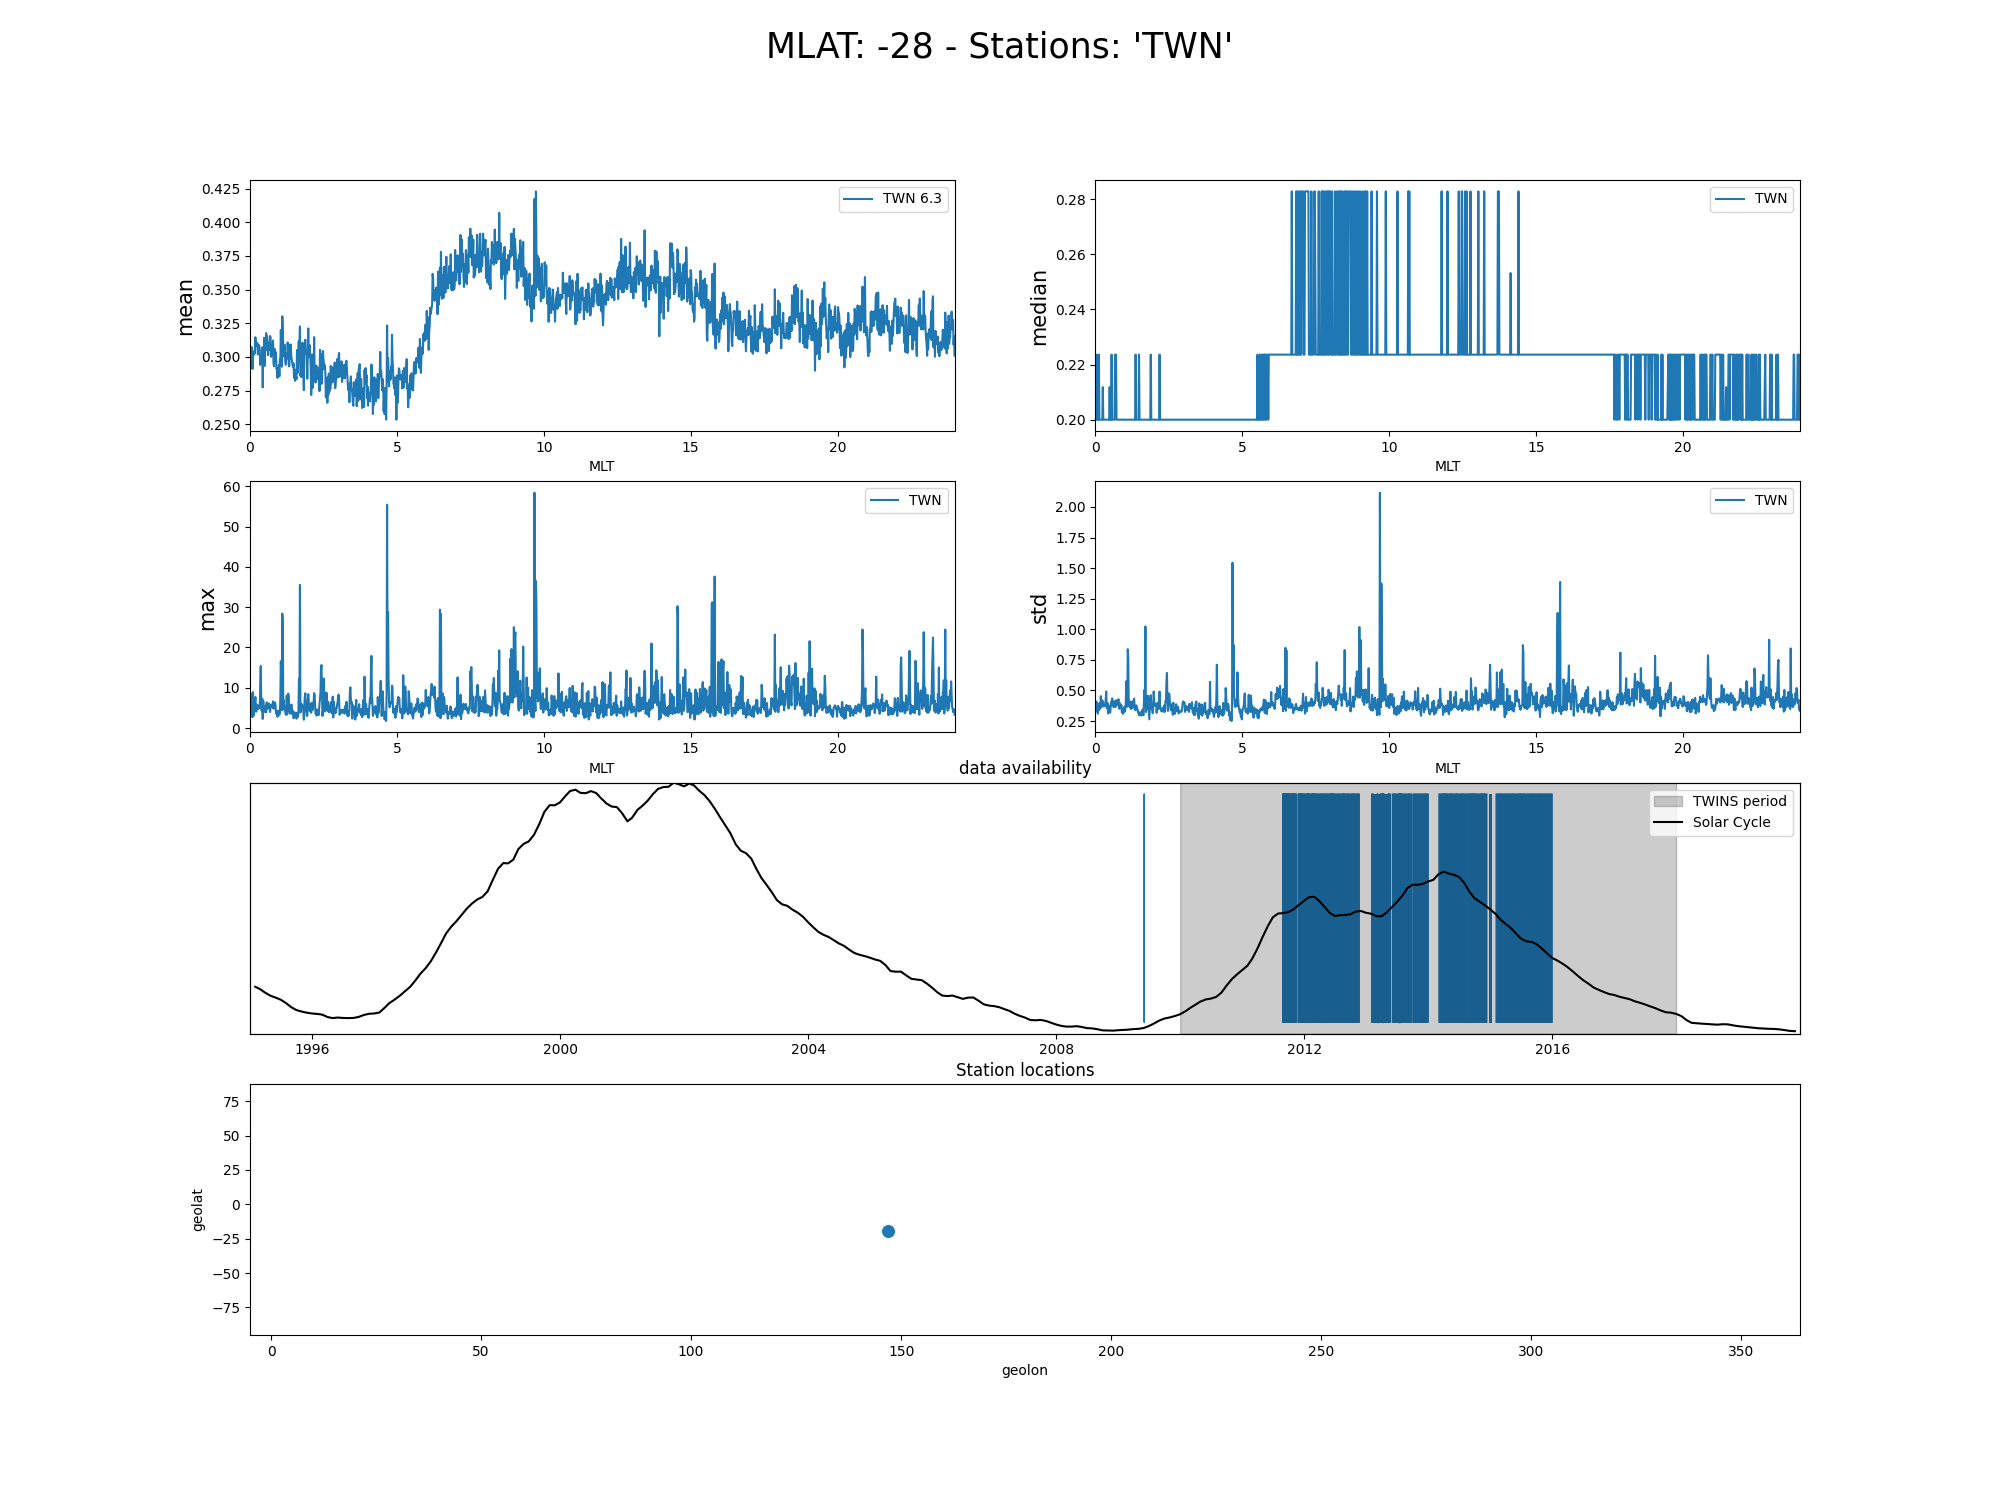 MLAT: -28 - Stations: 'TWN'
mean
0.425
0.400
0.375
0.350
0.325
0.300
0.275
0.250
TWN 6.3
0 5 10 15 20
MLT
median
0.28
0.26
0.24
0.22
0.20
TWN
0 5 10 15 20
MLT
max
60
50
40
30
20
10
0
TWN
0 5 10 15 20
MLT
std
2.00
1.75
1.50
1.25
1.00
0.75
0.50
0.25
TWN
0 5 10 15 20
MLT
data availability
TWINS period
Solar Cycle
1996 2000 2004 2008 2012 2016
Station locations
geolat
75
50
25
0
−25
−50
−75
0 50 100 150 200 250 300 350
geolon